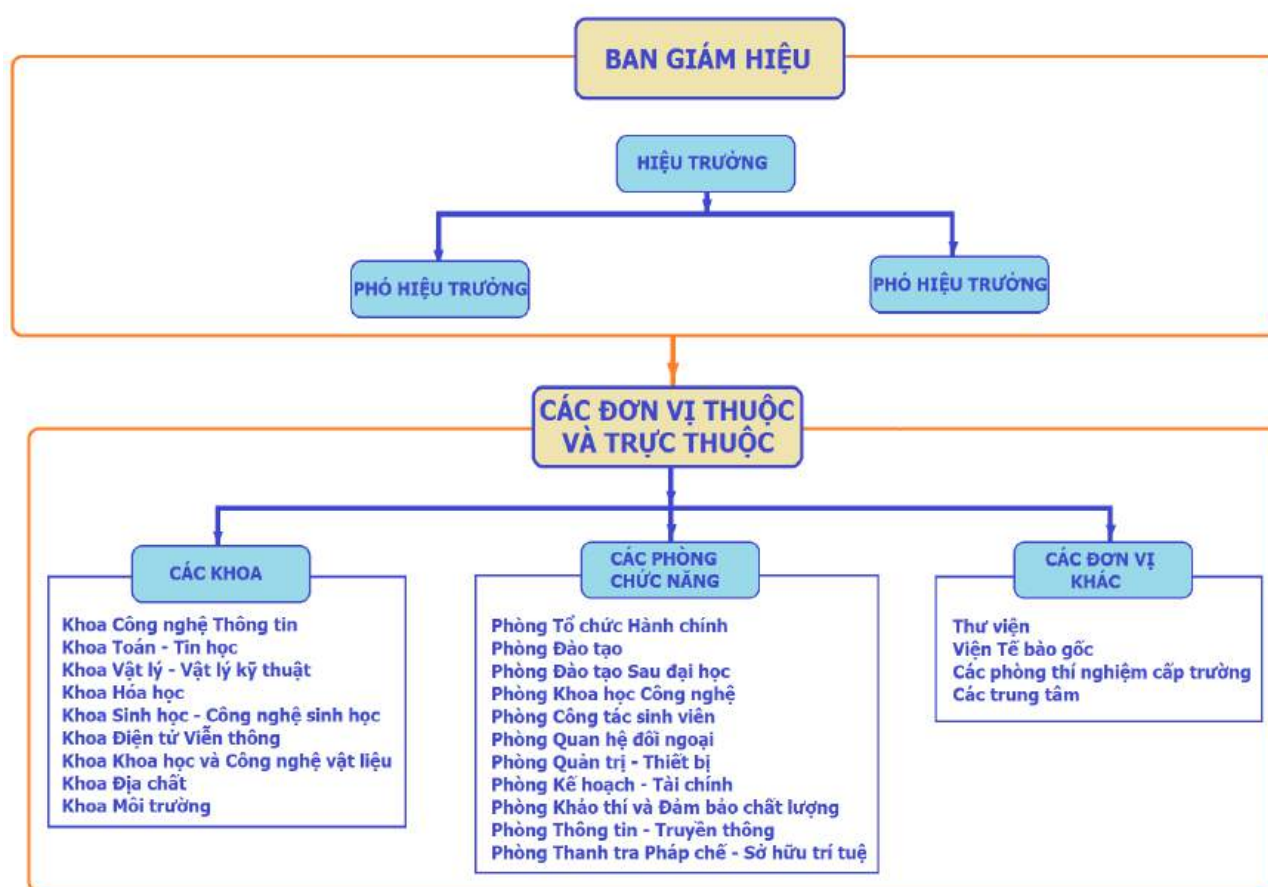 BAN GIÁM HIỆU
HIỆU TRƯỞNG
PHÓ HIỆU TRƯỞNG
PHÓ HIỆU TRƯỞNG
CÁC ĐƠN VỊ THUỘC
VÀ TRỰC THUỘC
CÁC KHOA
Khoa Công nghệ Thông tin
Khoa Toán - Tin học
Khoa Vật lý - Vật lý kỹ thuật
Khoa Hóa học
Khoa Sinh học - Công nghệ sinh học
Khoa Điện tử Viễn thông
Khoa Khoa học và Công nghệ vật liệu
Khoa Địa chất
Khoa Môi trường
CÁC PHÒNG
CHỨC NĂNG
Phòng Tổ chức Hành chính
Phòng Đào tạo
Phòng Đào tạo Sau đại học
Phòng Khoa học Công nghệ
Phòng Công tác sinh viên
Phòng Quan hệ đối ngoại
Phòng Quản trị - Thiết bị
Phòng Kế hoạch - Tài chính
Phòng Khảo thí và Đảm bảo chất lượng
Phòng Thông tin - Truyền thông
Phòng Thanh tra Pháp chế - Sở hữu trí tuệ
CÁC ĐƠN VỊ
KHÁC
Thư viện
Viện Tế bào gốc
Các phòng thí nghiệm cấp trường
Các trung tâm